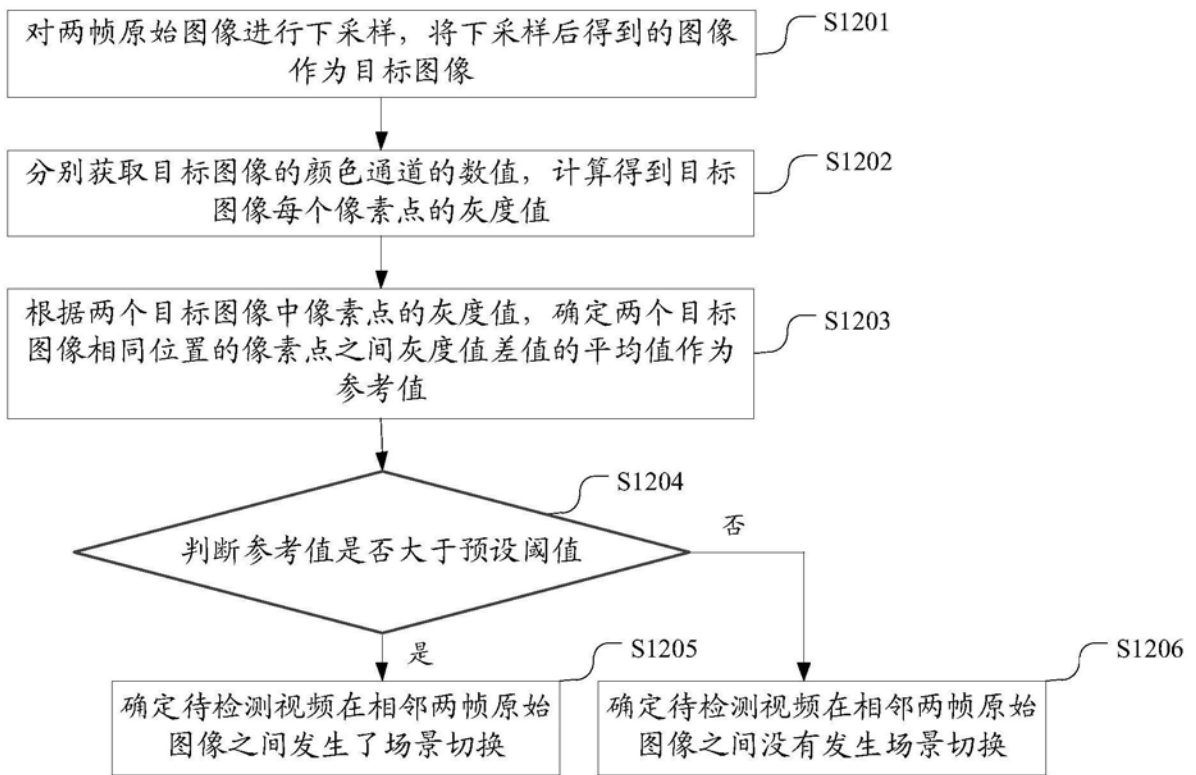 对两帧原始图像进行下采样，将下采样后得到的图像
作为目标图像
S1201
分别获取目标图像的颜色通道的数值，计算得到目标
图像每个像素点的灰度值
S1202
根据两个目标图像中像素点的灰度值，确定两个目标
图像相同位置的像素点之间灰度值差值的平均值作为
参考值
S1203
S1204
判断参考值是否大于预设阈值
否
是
S1205
确定待检测视频在相邻两帧原始
图像之间发生了场景切换
S1206
确定待检测视频在相邻两帧原始
图像之间没有发生场景切换